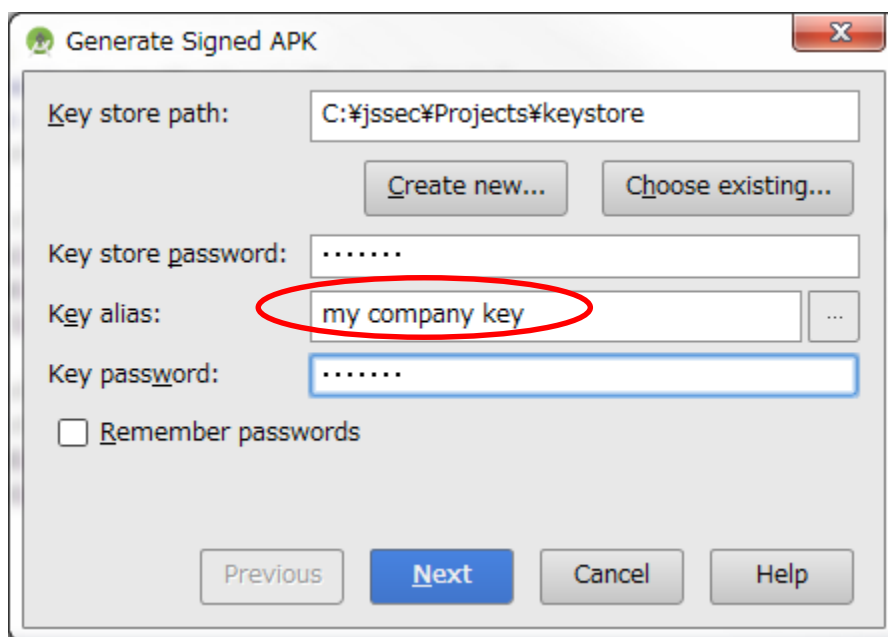 Generate Signed APK
Key store path: C:¥jssec¥Projects¥keystore
Create new... Choose existing...
Key store password: •••••••
Key alias: my company key ...
Key password: •••••••
Remember passwords
Previous Next Cancel Help